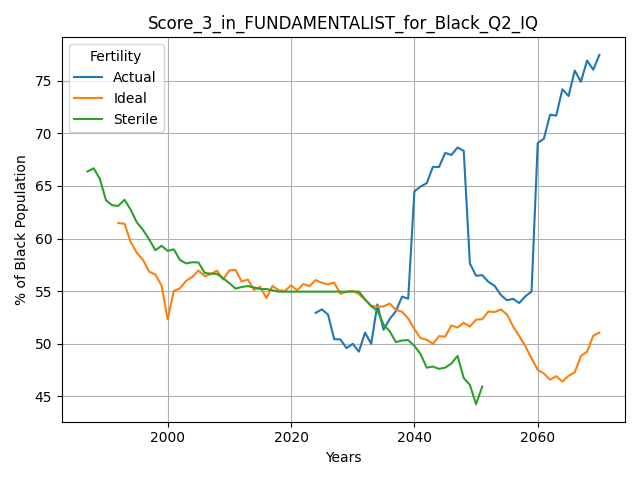 Score_3_in_FUNDAMENTALIST_for_Black_Q2_IQ
Fertility
Actual
Ideal
Sterile
% of Black Population
75
70
65
60
55
50
45
2000
2020
2040
2060
Years